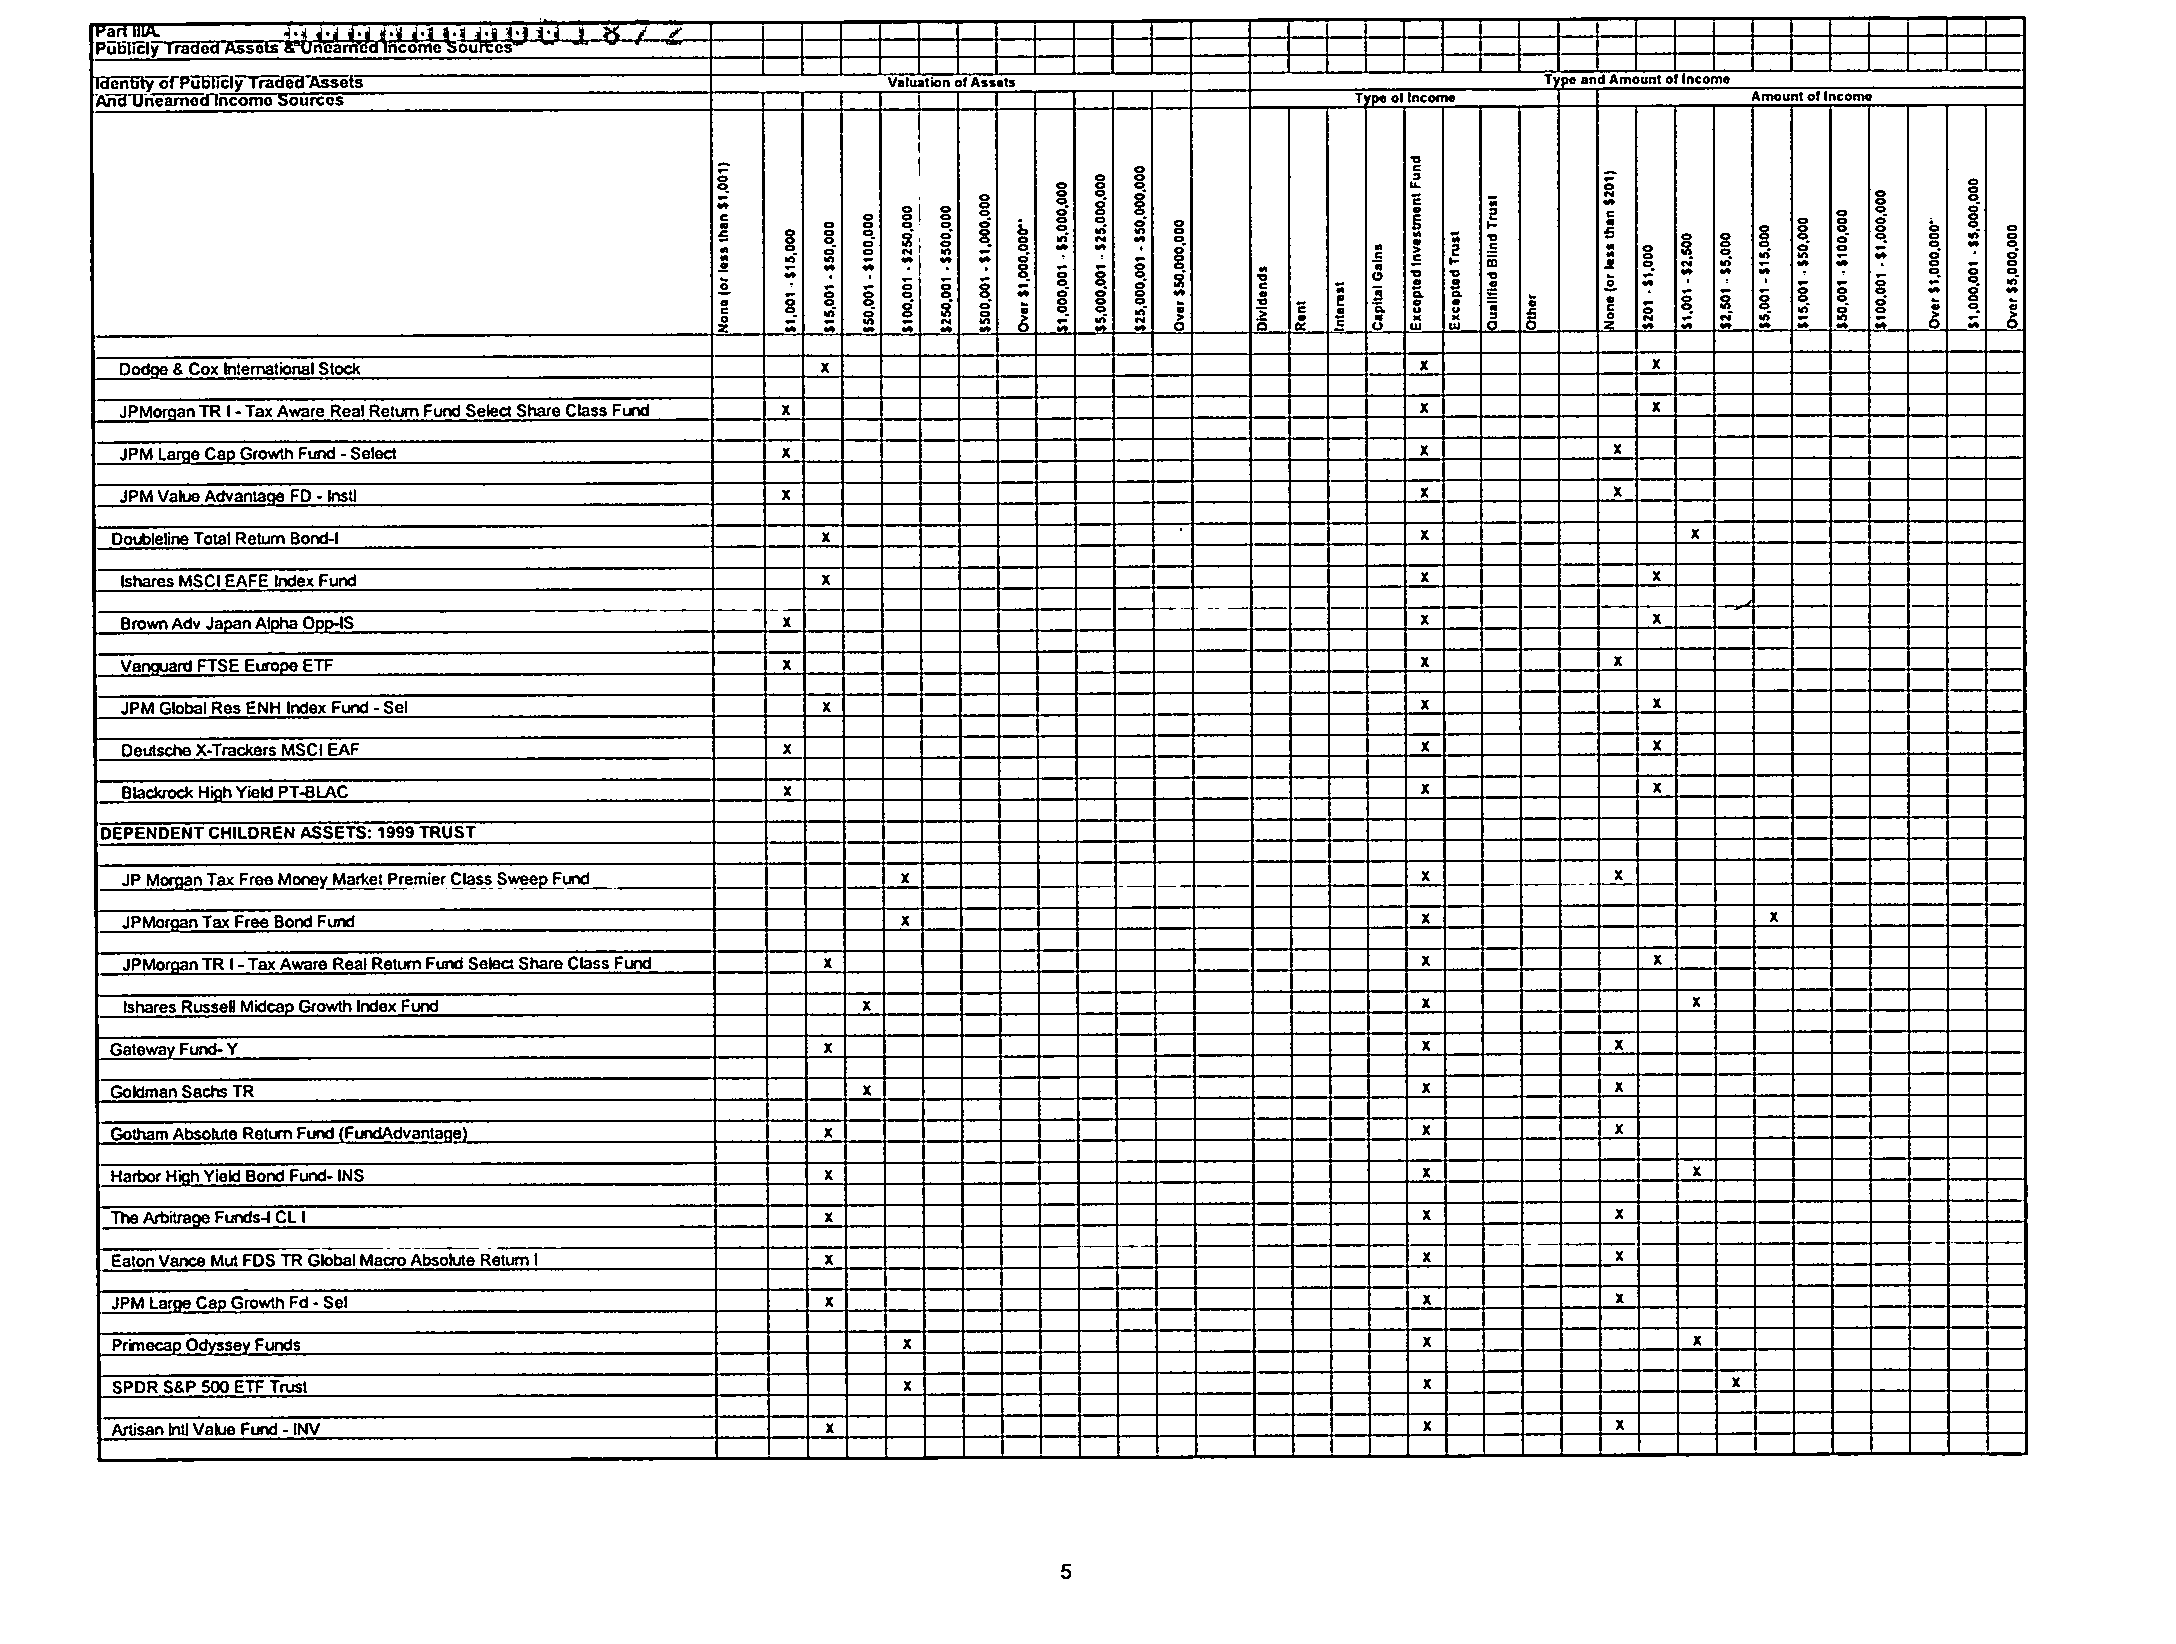 Part IIIA.
Publicly Traded Assets & Unearned Income Sources
Identity of Publicly Traded Assets
And Unearned Income Sources
Valuation of Assets
Type and Amount of Income
Type of Income
Amount of Income
None (or less than $1,001)
$1,001 - $15,000
$15,001 - $50,000
$50,001 - $100,000
$100,001 - $250,000
$250,001 - $500,000
$500,001 - $1,000,000
Over $1,000,000**
$1,000,001 - $5,000,000
$5,000,001 - $25,000,000
$25,000,001 - $50,000,000
Over $50,000,000
Dividends
Rent
Interest
Capital Gains
Excepted Investment Fund
Excepted Trust
Qualified Blind Trust
Other
None (or less than $201)
$201 - $1,000
$1,001 - $2,500
$2,501 - $5,000
$5,001 - $15,000
$15,001 - $50,000
$50,001 - $100,000
$100,001 - $1,000,000
Over $1,000,000*
$1,000,001 - $5,000,000
Over $5,000,000
Dodge & Cox International Stock X X X
JPMorgan TR I - Tax Aware Real Return Fund Select Share Class Fund X X X
JPM Large Cap Growth Fund - Select X X X
JPM Value Advantage FD - Instl X X X
Doubleline Total Return Bond-I X X X
Ishares MSCI EAFE Index Fund X X X
Brown Adv Japan Alpha Opp-IS X X X
Vanguard FTSE Europe ETF X X X
JPM Global Res ENH Index Fund - Sel X X X
Deutsche X-Trackers MSCI EAF X X X
Blackrock High Yield PT-BLAC X X X
DEPENDENT CHILDREN ASSETS: 1999 TRUST
JP Morgan Tax Free Money Market Premier Class Sweep Fund X X X
JPMorgan Tax Free Bond Fund X X X
JPMorgan TR I - Tax Aware Real Return Fund Select Share Class Fund X X X
Ishares Russell Midcap Growth Index Fund X X X
Gateway Fund- Y X X X
Goldman Sachs TR X X X
Gotham Absolute Return Fund (FundAdvantage) X X X
Harbor High Yield Bond Fund- INS X X X
The Arbitrage Funds-I CL I X X X
Eaton Vance Mut FDS TR Global Macro Absolute Return I X X X
JPM Large Cap Growth Fd - Sel X X X
Primecap Odyssey Funds X X X
SPDR S&P 500 ETF Trust X X X
Artisan Intl Value Fund - INV X X X
5